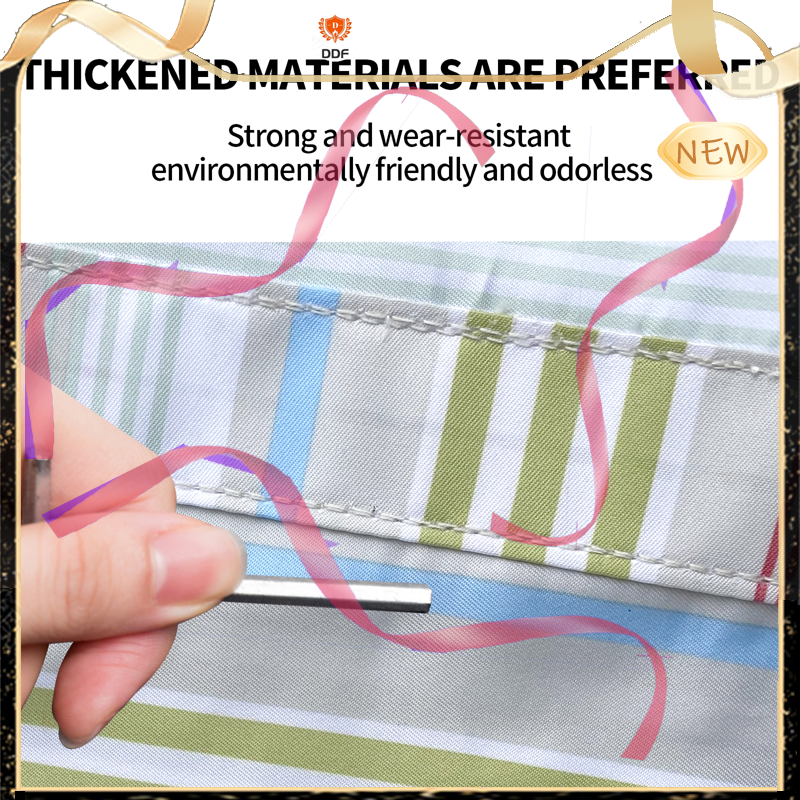 DDF
THICKENED MATERIALS ARE PREFERRED
Strong and wear-resistant
environmentally friendly and odorless
NEW